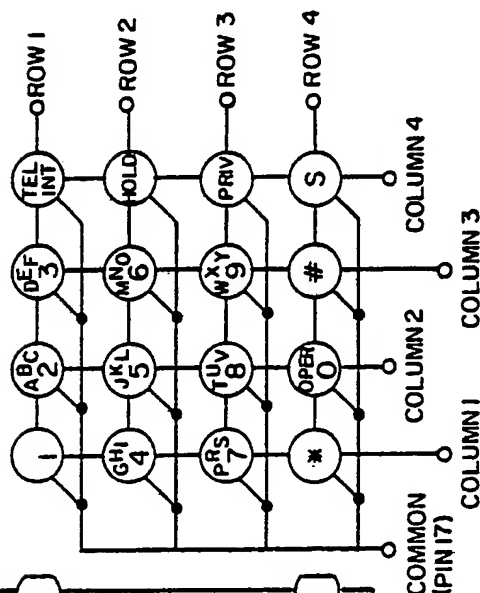 ROW 1
ROW 2
ROW 3
ROW 4
1
ABC
2
DEF
3
TEL
INT
GHI
4
JKL
5
MNO
6
HOLD
PRS
7
TUV
8
WXY
9
PRIV
*
OPER
0
#
S
COMMON
(PIN 17)
COLUMN 1
COLUMN 2
COLUMN 3
COLUMN 4